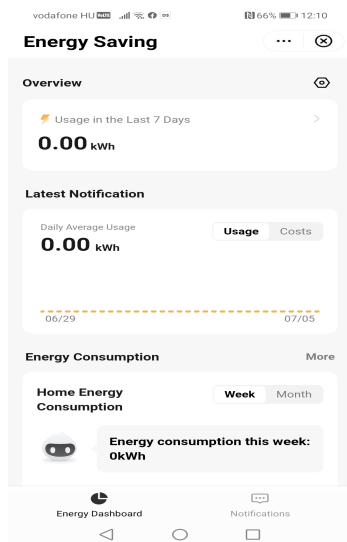 vodafone HU VoLTE 66% 12:10
Energy Saving
Overview
Usage in the Last 7 Days
0.00 kWh
Latest Notification
Daily Average Usage
0.00 kWh
Usage Costs
06/29 07/05
Energy Consumption More
Home Energy
Consumption
Week Month
Energy consumption this week:
0kWh
Energy Dashboard Notifications